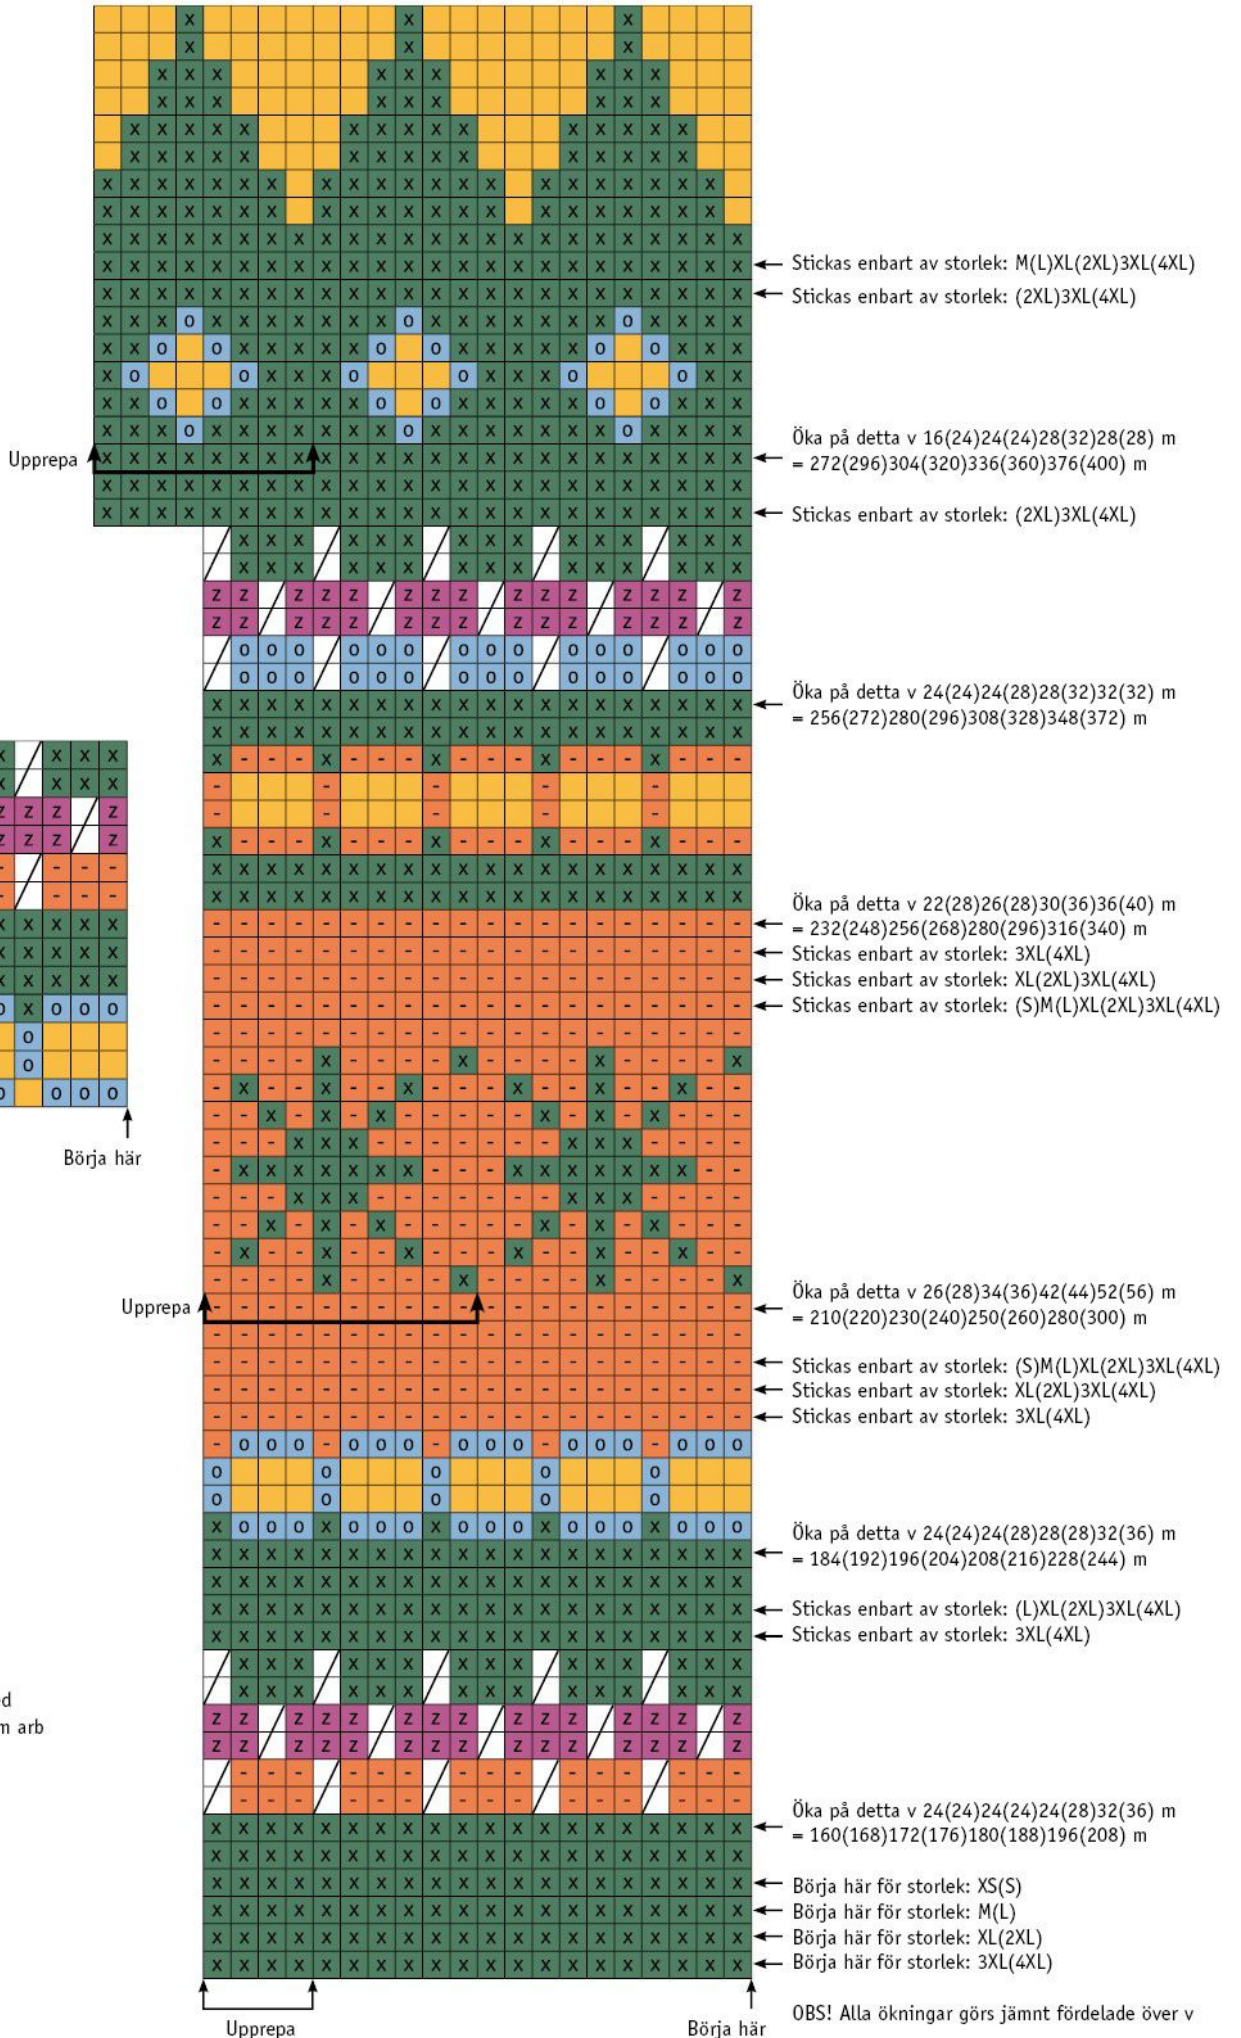 Stickas enbart av storlek: M(L)XL(2XL)3XL(4XL)
Stickas enbart av storlek: (2XL)3XL(4XL)
Öka på detta v 16(24)24(24)28(32)28(28) m
= 272(296)304(320)336(360)376(400) m
Upprepa
Stickas enbart av storlek: (2XL)3XL(4XL)
Öka på detta v 24(24)24(28)28(32)32(32) m
= 256(272)280(296)308(328)348(372) m
Öka på detta v 22(28)26(28)30(36)36(40) m
= 232(248)256(268)280(296)316(340) m
Stickas enbart av storlek: 3XL(4XL)
Stickas enbart av storlek: XL(2XL)3XL(4XL)
Stickas enbart av storlek: (S)M(L)XL(2XL)3XL(4XL)
Börja här
Öka på detta v 26(28)34(36)42(44)52(56) m
= 210(220)230(240)250(260)280(300) m
Upprepa
Stickas enbart av storlek: (S)M(L)XL(2XL)3XL(4XL)
Stickas enbart av storlek: XL(2XL)3XL(4XL)
Stickas enbart av storlek: 3XL(4XL)
Öka på detta v 24(24)24(28)28(28)32(36) m
= 184(192)196(204)208(216)228(244) m
Stickas enbart av storlek: (L)XL(2XL)3XL(4XL)
Stickas enbart av storlek: 3XL(4XL)
arb
Öka på detta v 24(24)24(24)24(28)32(36) m
= 160(168)172(176)180(188)196(208) m
Börja här för storlek: XS(S)
Börja här för storlek: M(L)
Börja här för storlek: XL(2XL)
Börja här för storlek: 3XL(4XL)
OBS! Alla ökningar görs jämnt fördelade över v
Upprepa
Börja här